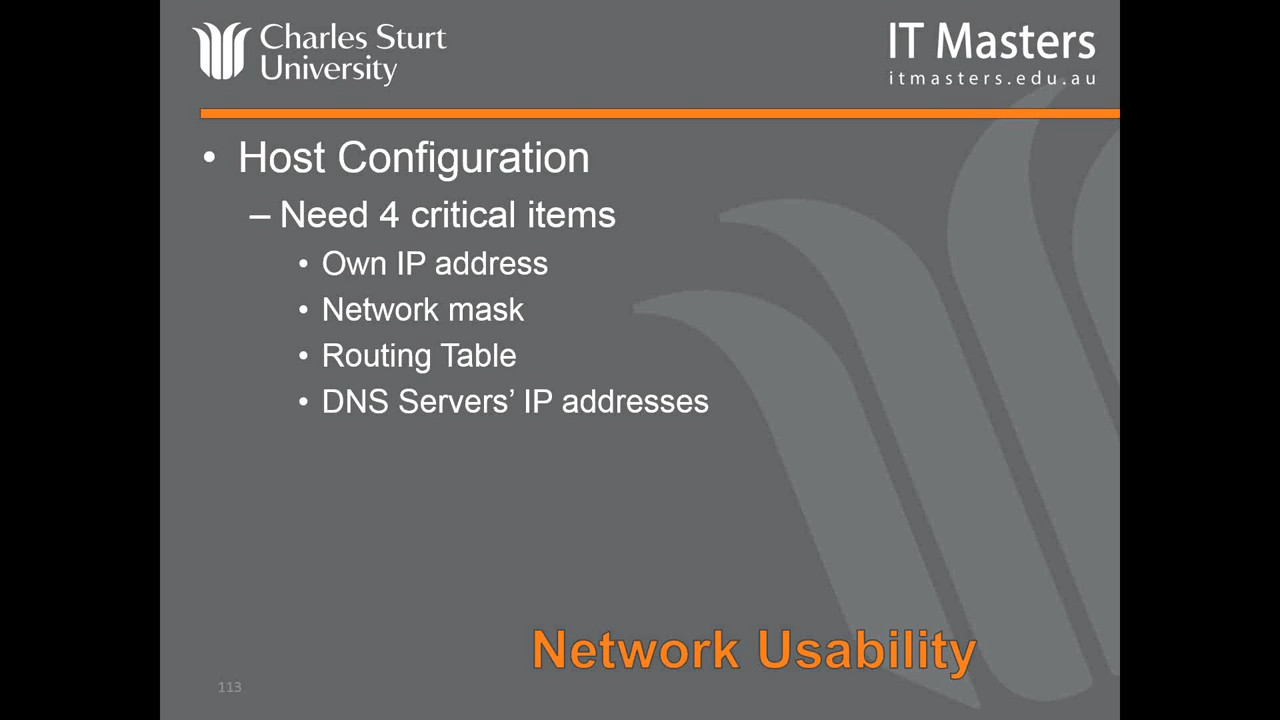 Charles Sturt
University
IT Masters
itmasters.edu.au
• Host Configuration
– Need 4 critical items
• Own IP address
• Network mask
• Routing Table
• DNS Servers’ IP addresses
Network Usability
113